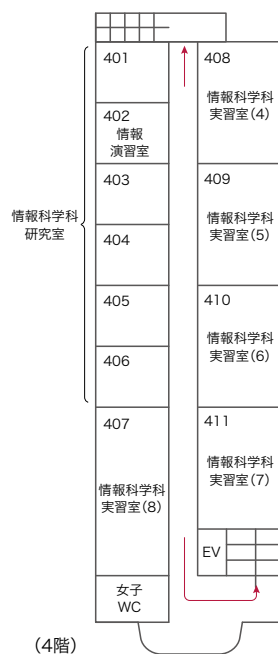 401
402
情報
演習室
403
404
405
406
情報科学科
研究室
407
情報科学科
実習室(8)
女子
WC
408
情報科学科
実習室(4)
409
情報科学科
実習室(5)
410
情報科学科
実習室(6)
411
情報科学科
実習室(7)
EV
(4階)